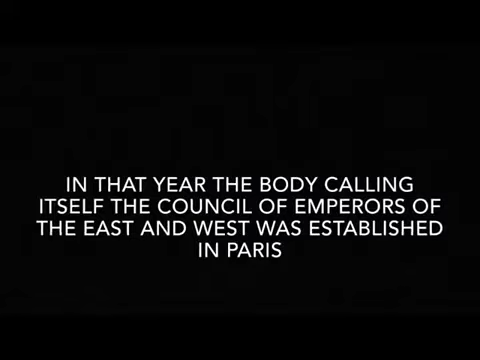 IN THAT YEAR THE BODY CALLING
ITSELF THE COUNCIL OF EMPERORS OF
THE EAST AND WEST WAS ESTABLISHED
IN PARIS